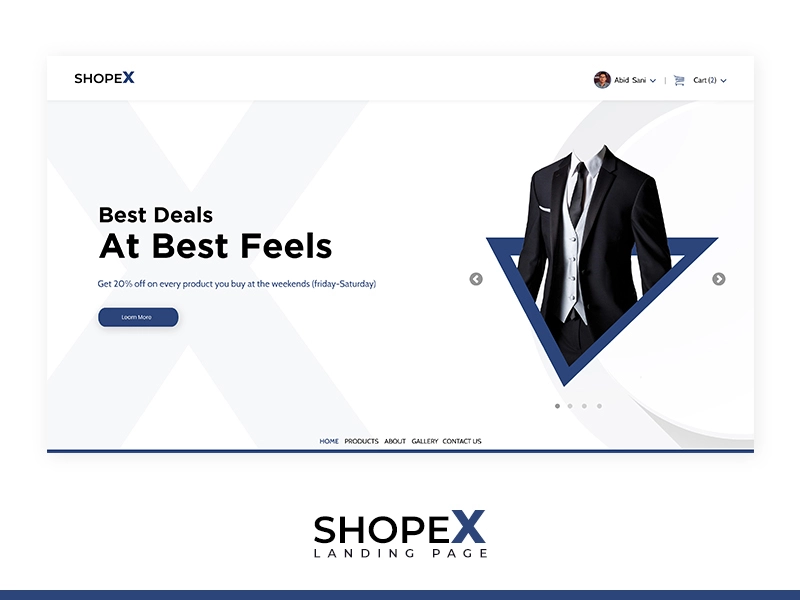 SHOPEX
Abid Sani | Cart (2)
Best Deals
At Best Feels
Get 20% off on every product you buy at the weekends (friday-Saturday)
Learn More
HOME PRODUCTS ABOUT GALLERY CONTACT US
SHOPEX
LANDING PAGE